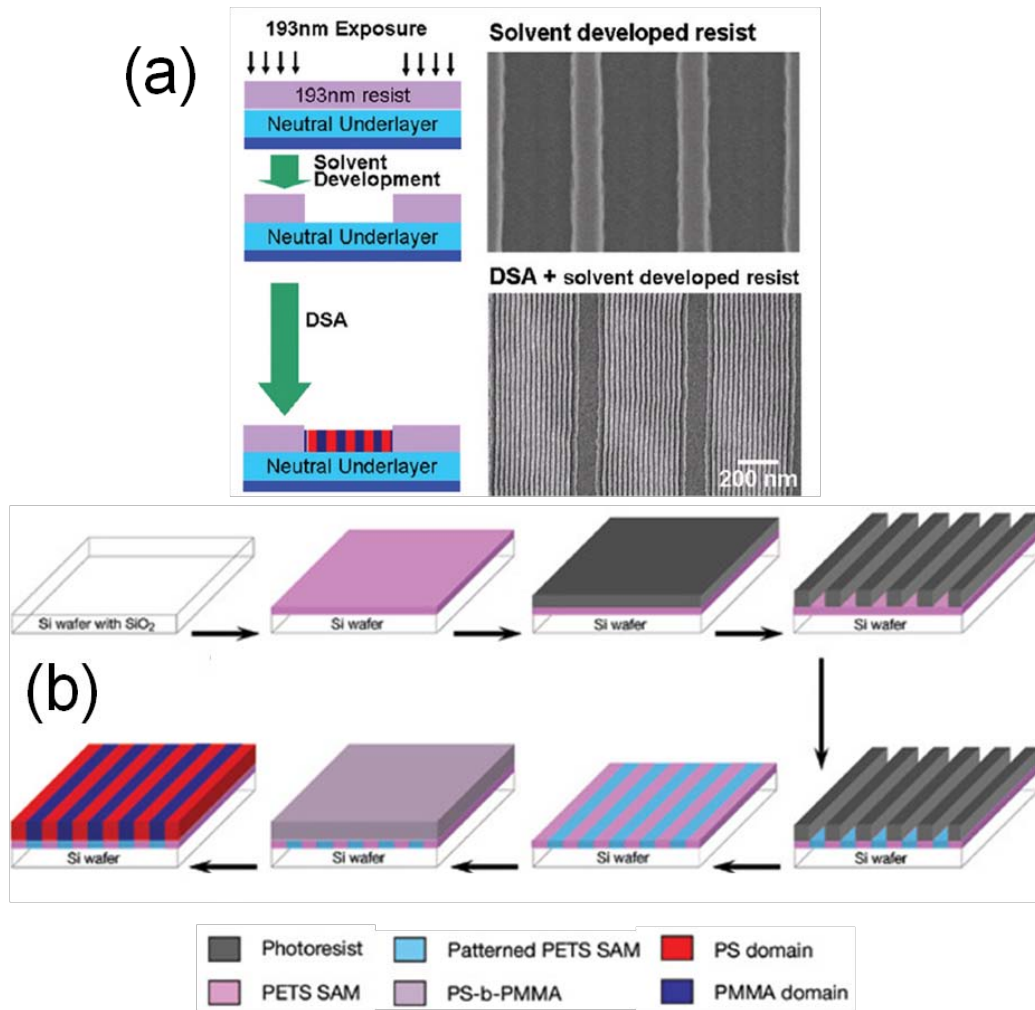 (a)
193nm Exposure
193nm resist
Neutral Underlayer
Solvent
Development
Neutral Underlayer
DSA
Neutral Underlayer
Solvent developed resist
DSA + solvent developed resist
200 nm
(b)
Si wafer with SiO2
Si wafer
Si wafer
Si wafer
Si wafer
Si wafer
Si wafer
Si wafer
Photoresist
Patterned PETS SAM
PS domain
PETS SAM
PS-b-PMMA
PMMA domain